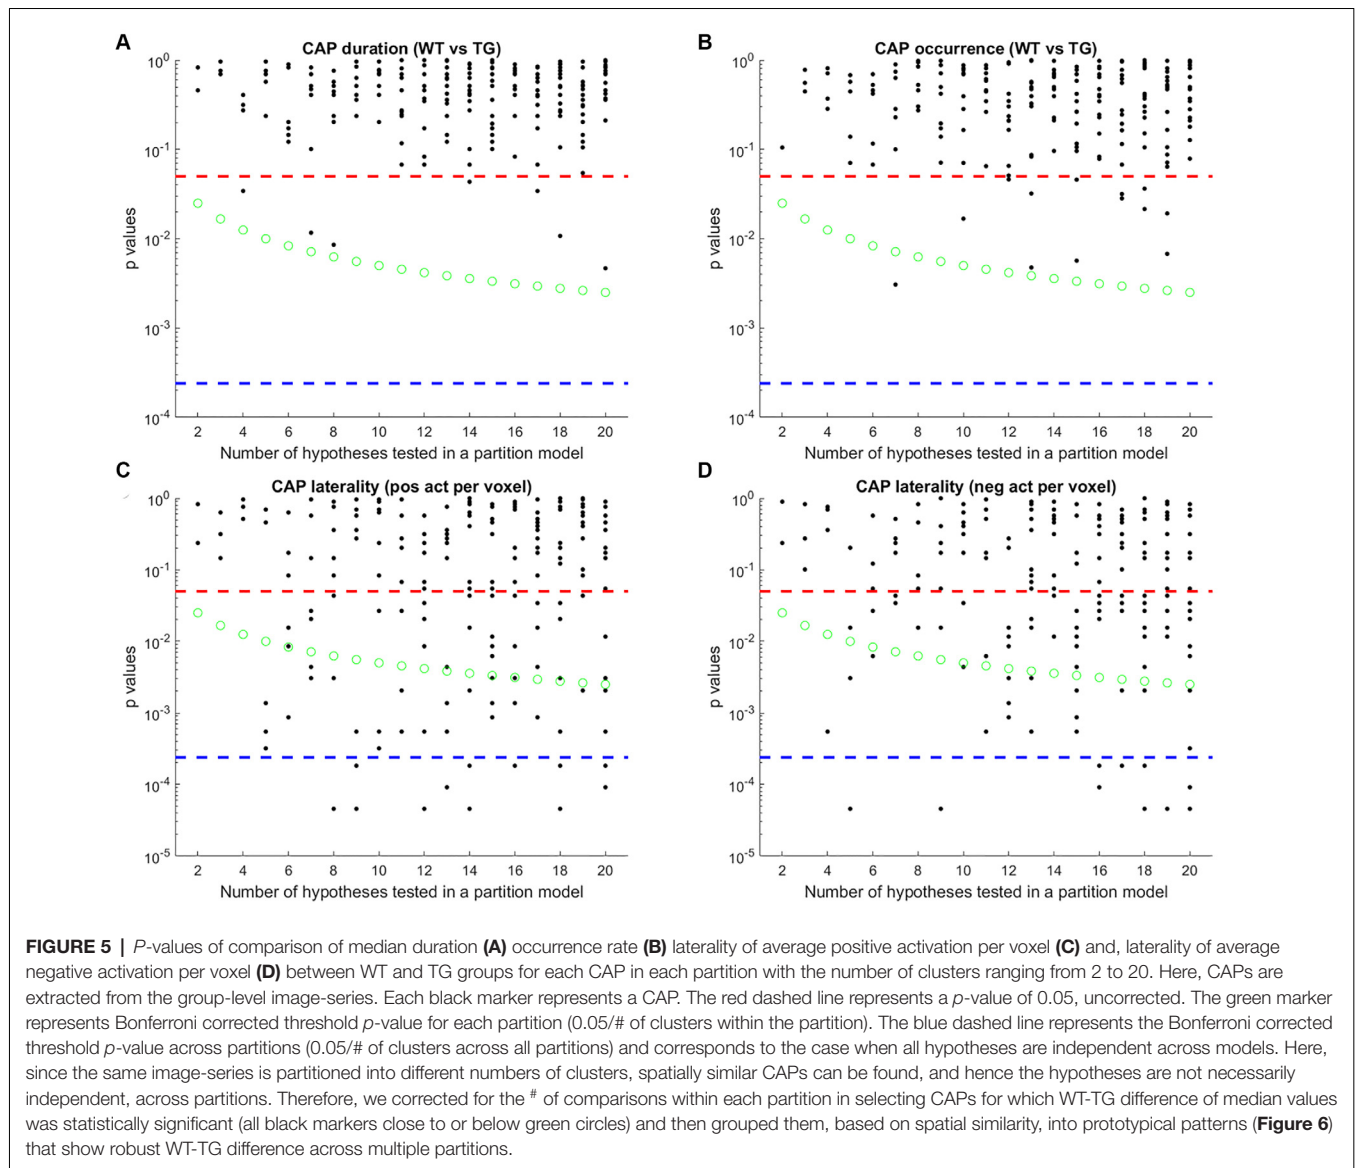 A
CAP duration (WT vs TG)
10^0
10^-1
10^-2
10^-3
10^-4
p values
2 4 6 8 10 12 14 16 18 20
Number of hypotheses tested in a partition model
B
CAP occurrence (WT vs TG)
10^0
10^-1
10^-2
10^-3
10^-4
p values
2 4 6 8 10 12 14 16 18 20
Number of hypotheses tested in a partition model
C
CAP laterality (pos act per voxel)
10^0
10^-1
10^-2
10^-3
10^-4
10^-5
p values
2 4 6 8 10 12 14 16 18 20
Number of hypotheses tested in a partition model
D
CAP laterality (neg act per voxel)
10^0
10^-1
10^-2
10^-3
10^-4
10^-5
p values
2 4 6 8 10 12 14 16 18 20
Number of hypotheses tested in a partition model
FIGURE 5 | P-values of comparison of median duration (A) occurrence rate (B) laterality of average positive activation per voxel (C) and, laterality of average
negative activation per voxel (D) between WT and TG groups for each CAP in each partition with the number of clusters ranging from 2 to 20. Here, CAPs are
extracted from the group-level image-series. Each black marker represents a CAP. The red dashed line represents a p-value of 0.05, uncorrected. The green marker
represents Bonferroni corrected threshold p-value for each partition (0.05/# of clusters within the partition). The blue dashed line represents the Bonferroni corrected
threshold p-value across partitions (0.05/# of clusters across all partitions) and corresponds to the case when all hypotheses are independent across models. Here,
since the same image-series is partitioned into different numbers of clusters, spatially similar CAPs can be found, and hence the hypotheses are not necessarily
independent, across partitions. Therefore, we corrected for the # of comparisons within each partition in selecting CAPs for which WT-TG difference of median values
was statistically significant (all black markers close to or below green circles) and then grouped them, based on spatial similarity, into prototypical patterns (Figure 6)
that show robust WT-TG difference across multiple partitions.